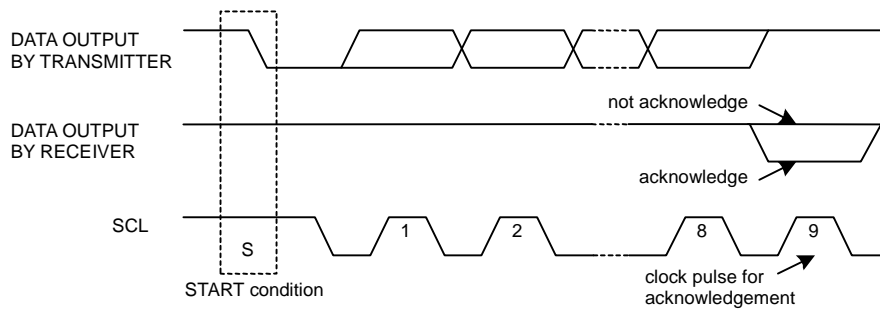 DATA OUTPUT
BY TRANSMITTER
not acknowledge
DATA OUTPUT
BY RECEIVER
acknowledge
SCL
1
2
8
9
S
START condition
clock pulse for
acknowledgement